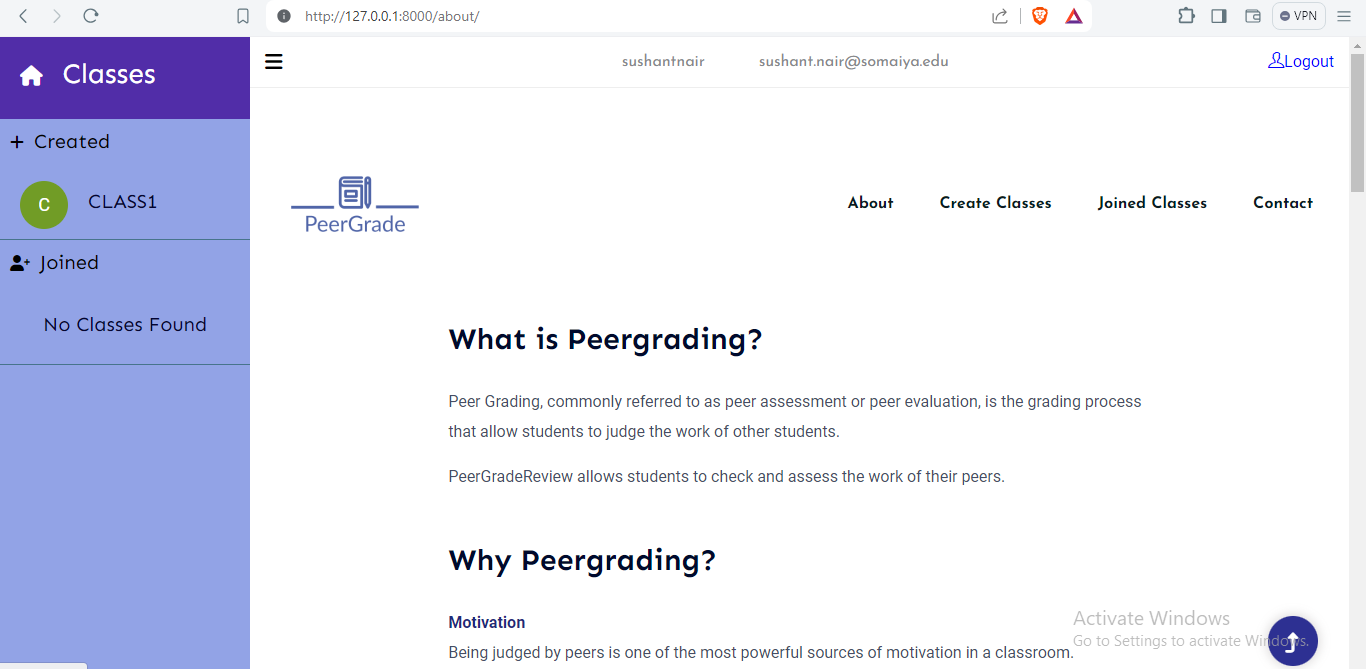 http://127.0.0.1:8000/about/
VPN
Classes
sushantnair sushant.nair@somaiya.edu Logout
Created
C CLASS1
Joined
No Classes Found
PeerGrade
About Create Classes Joined Classes Contact
What is Peergrading?
Peer Grading, commonly referred to as peer assessment or peer evaluation, is the grading process
that allow students to judge the work of other students.
PeerGradeReview allows students to check and assess the work of their peers.
Why Peergrading?
Motivation
Being judged by peers is one of the most powerful sources of motivation in a classroom.
Activate Windows
Go to Settings to activate Windows.